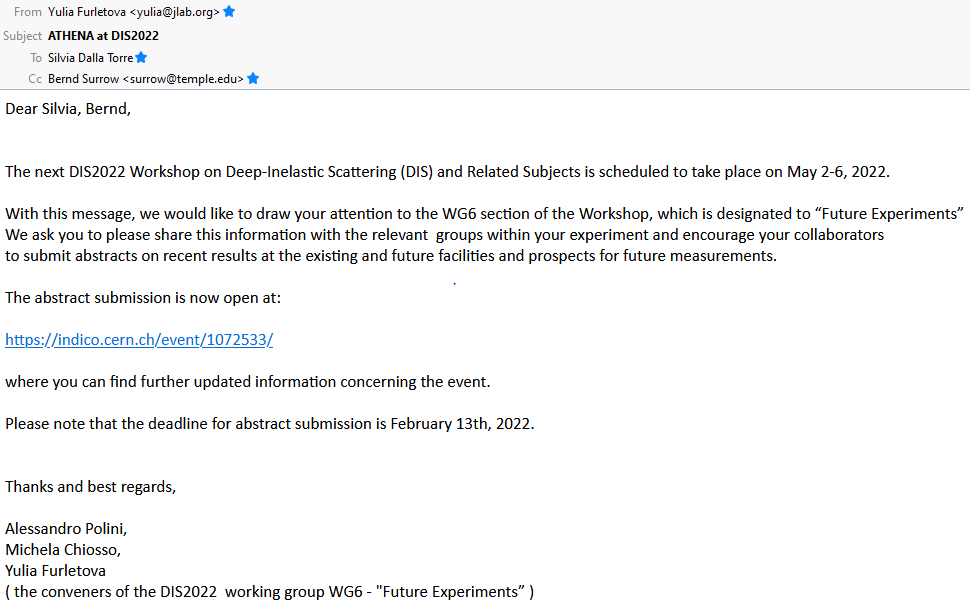 From Yulia Furletova <yulia@jlab.org>
Subject ATHENA at DIS2022
To Silvia Dalla Torre
Cc Bernd Surrow <surrow@temple.edu>
Dear Silvia, Bernd,
The next DIS2022 Workshop on Deep-Inelastic Scattering (DIS) and Related Subjects is scheduled to take place on May 2-6, 2022.
With this message, we would like to draw your attention to the WG6 section of the Workshop, which is designated to “Future Experiments”
We ask you to please share this information with the relevant  groups within your experiment and encourage your collaborators
to submit abstracts on recent results at the existing and future facilities and prospects for future measurements.
The abstract submission is now open at:
https://indico.cern.ch/event/1072533/
where you can find further updated information concerning the event.
Please note that the deadline for abstract submission is February 13th, 2022.
Thanks and best regards,
Alessandro Polini,
Michela Chiosso,
Yulia Furletova
( the conveners of the DIS2022  working group WG6 - "Future Experiments” )